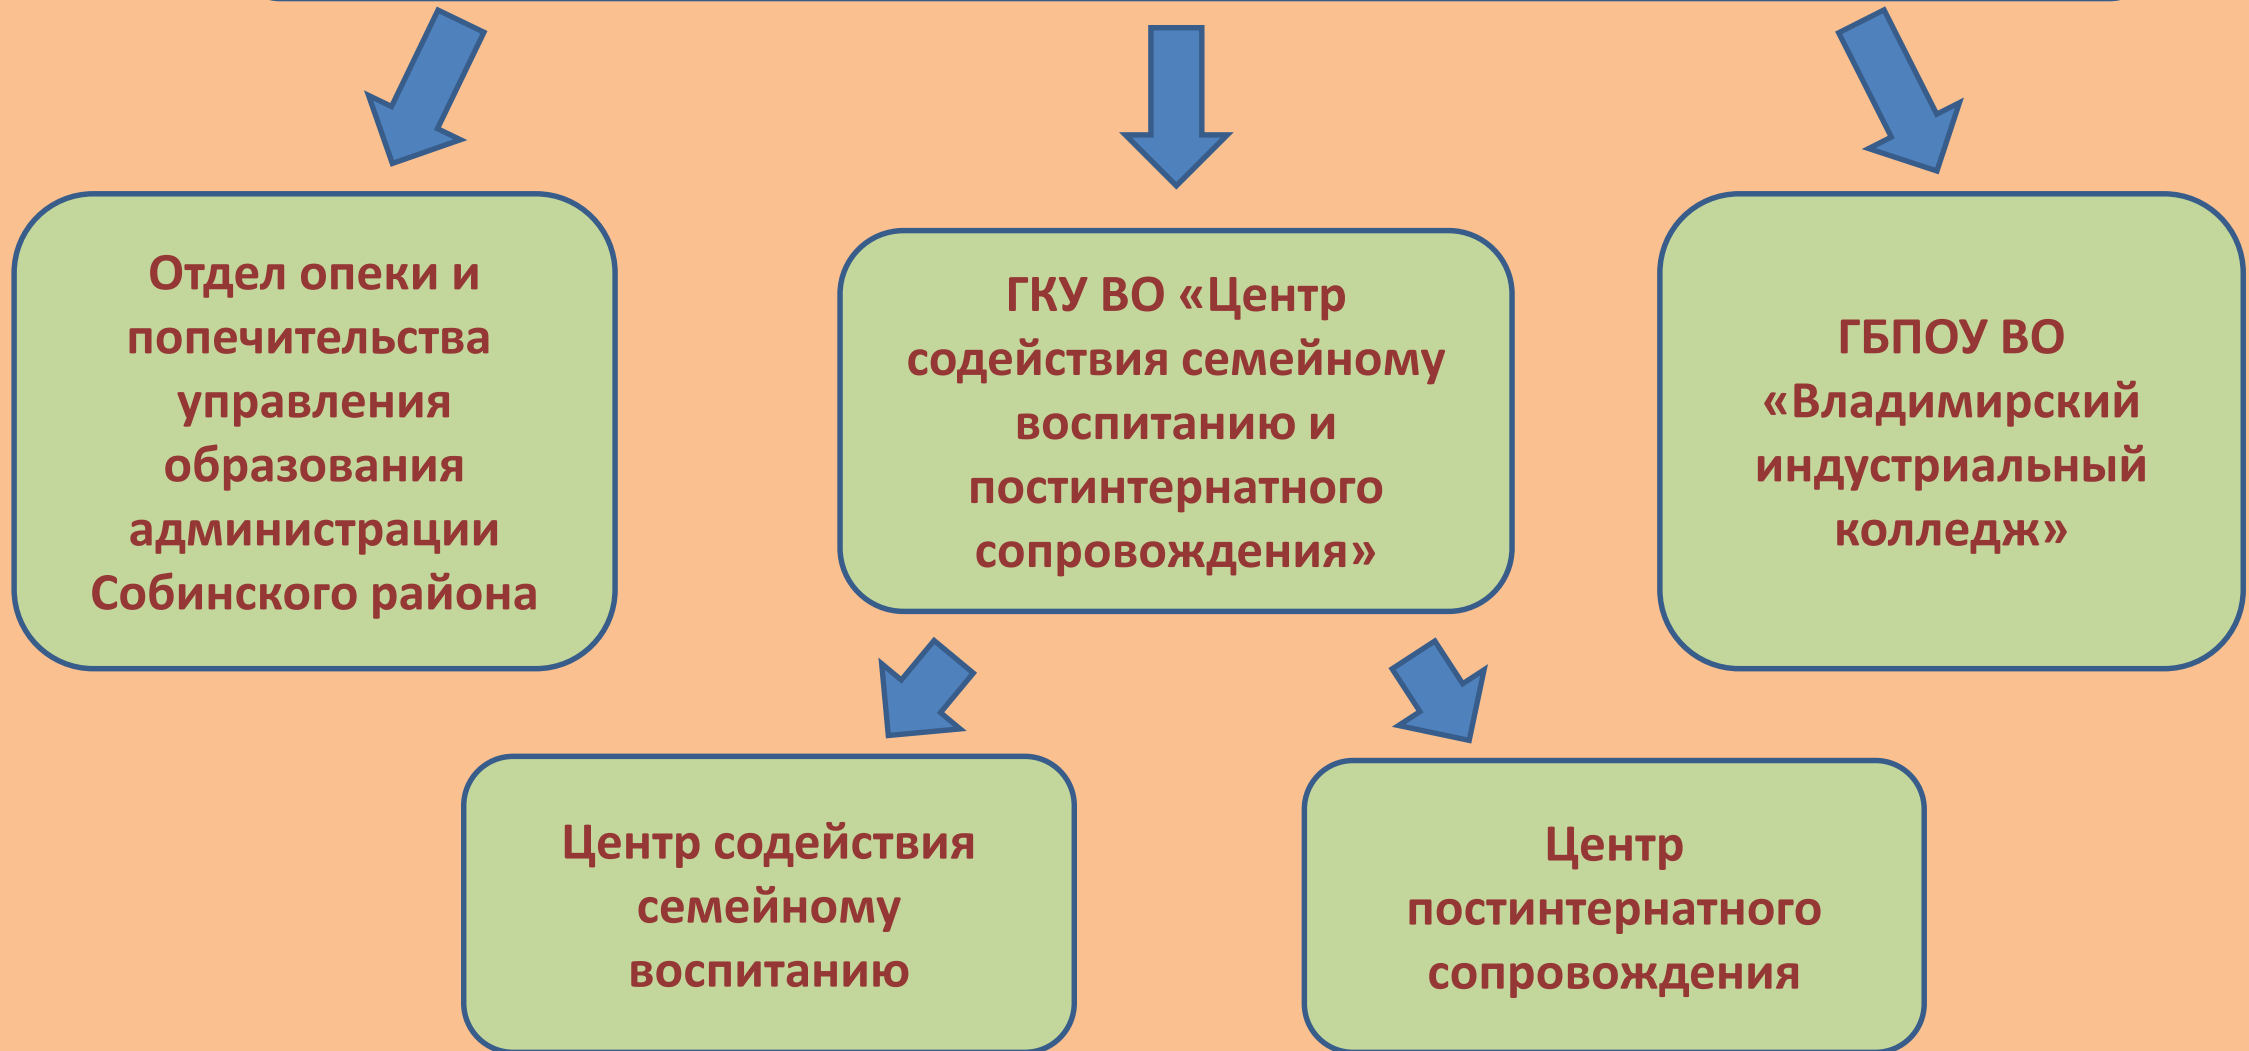 Отдел опеки и
попечительства
управления
образования
администрации
Собинского района
ГКУ ВО «Центр
содействия семейному
воспитанию и
постинтернатного
сопровождения»
ГБПОУ ВО
«Владимирский
индустриальный
колледж»
Центр содействия
семейному
воспитанию
Центр
постинтернатного
сопровождения